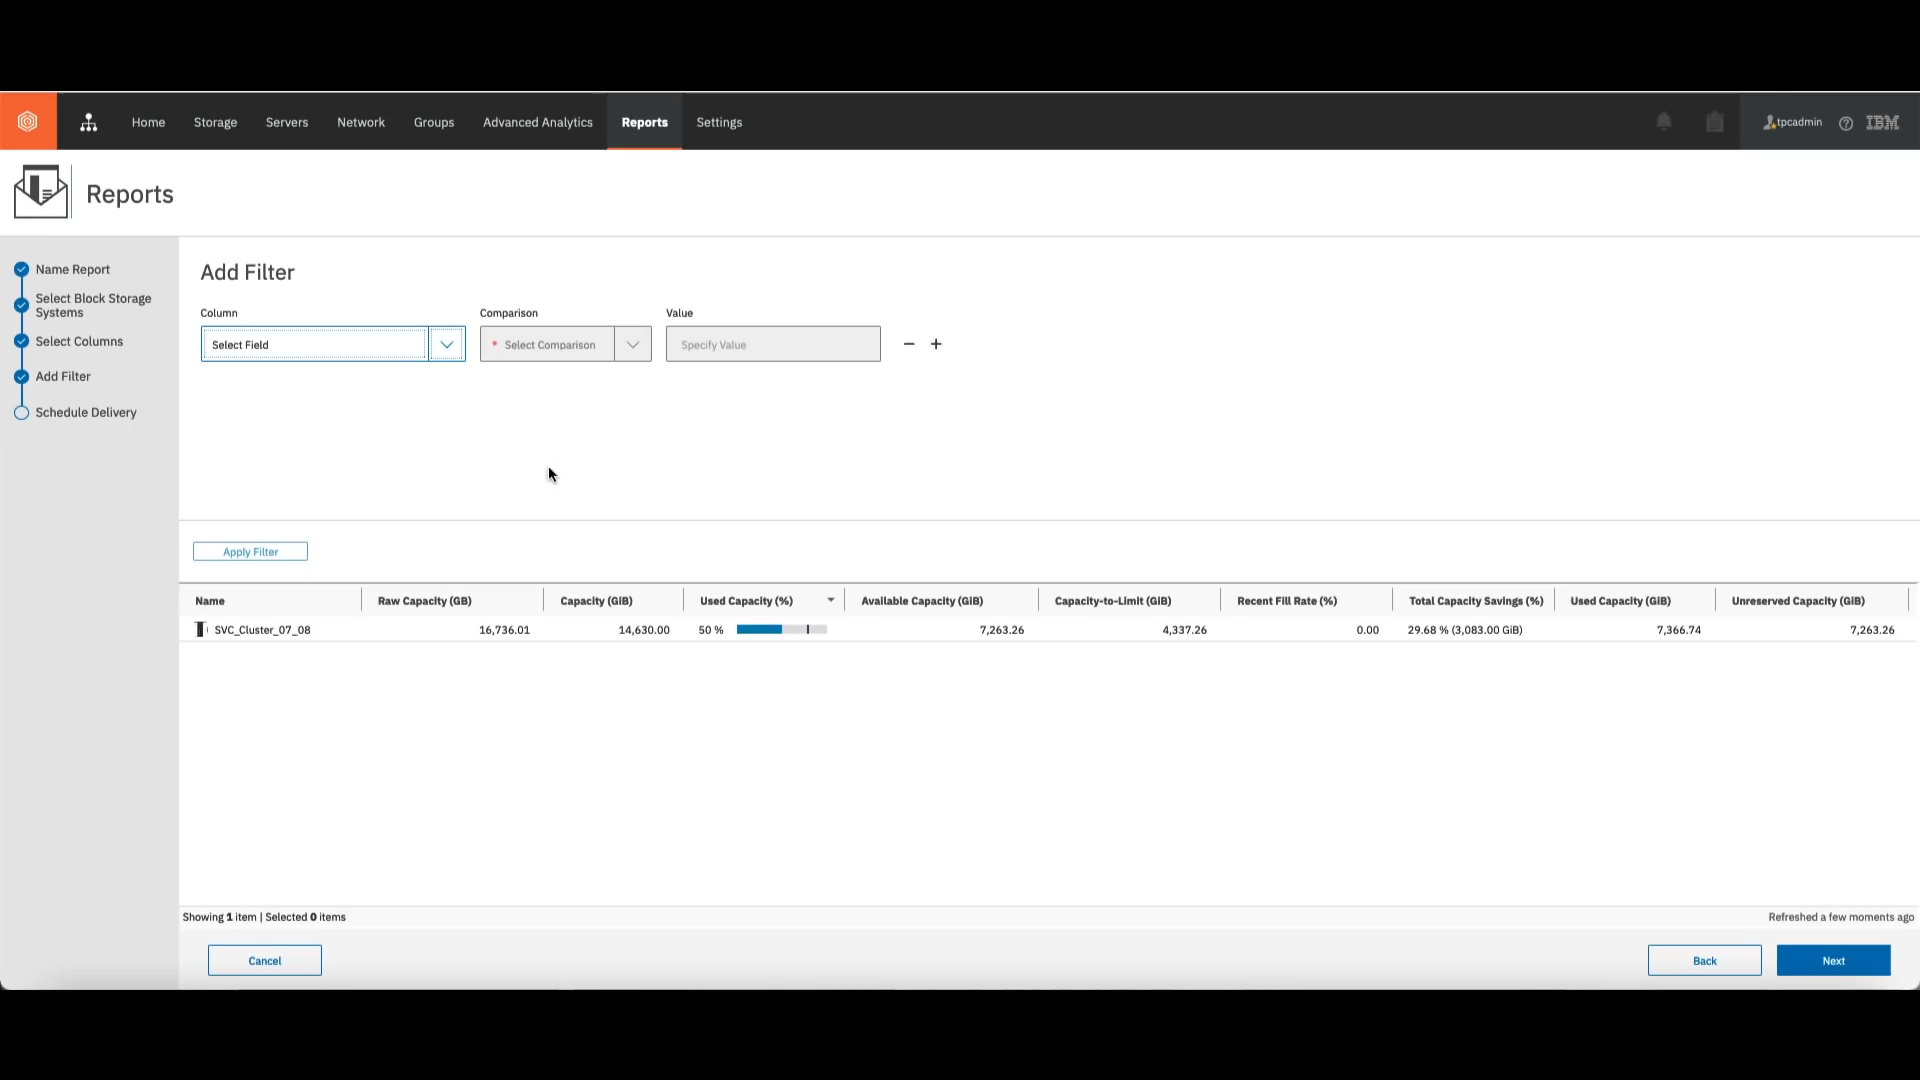 Home Storage Servers Network Groups Advanced Analytics Reports Settings tpcadmin IBM
Reports
Name Report
Select Block Storage
Systems
Select Columns
Add Filter
Schedule Delivery
Add Filter
Column Comparison Value
Select Field * Select Comparison Specify Value − +
Apply Filter
Name Raw Capacity (GB) Capacity (GiB) Used Capacity (%) Available Capacity (GiB) Capacity-to-Limit (GiB) Recent Fill Rate (%) Total Capacity Savings (%) Used Capacity (GiB) Unreserved Capacity (GiB)
SVC_Cluster_07_08 16,736.01 14,630.00 50 % 7,263.26 4,337.26 0.00 29.68 % (3,083.00 GiB) 7,366.74 7,263.26
Showing 1 item | Selected 0 items Refreshed a few moments ago
Cancel Back Next